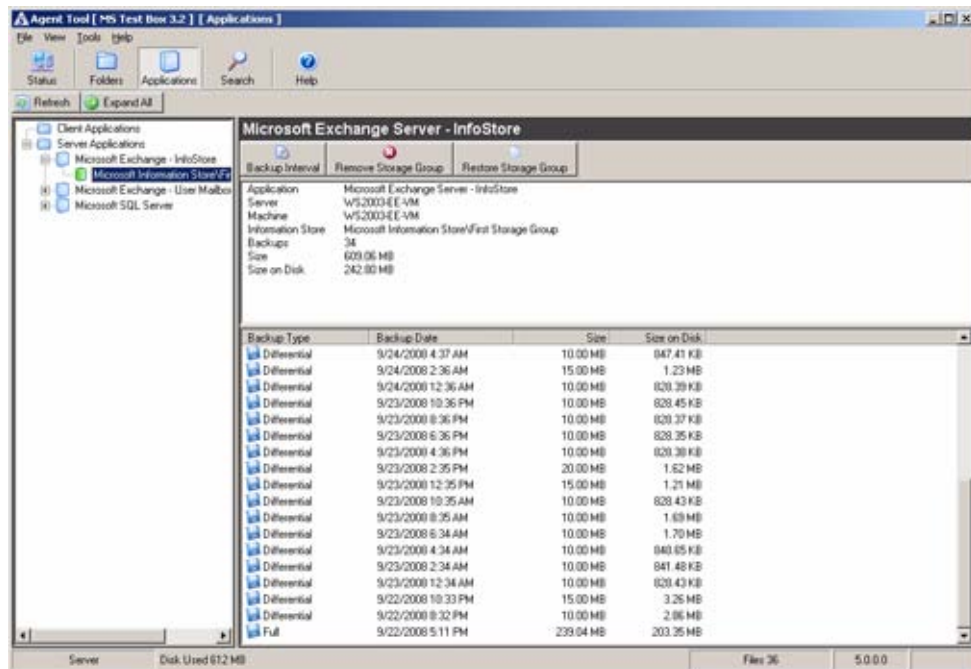 Agent Tool [ MS Test Box 3.2 ] [ Applications ]
File View Tools Help
Status Folders Applications Search Help
Refresh Expand All
Client Applications
Server Applications
Microsoft Exchange - InfoStore
Microsoft Information Store\Fir
Microsoft Exchange - User Mailbo
Microsoft SQL Server
Microsoft Exchange Server - InfoStore
Backup Interval Remove Storage Group Restore Storage Group
Application Microsoft Exchange Server - InfoStore
Server WS2003-EE-VM
Machine WS2003-EE-VM
Information Store Microsoft Information Store\First Storage Group
Backups 34
Size 609.06 MB
Size on Disk 242.80 MB
Backup Type Backup Date Size Size on Disk
Differential 9/24/2008 4:37 AM 10.00 MB 847.41 KB
Differential 9/24/2008 2:36 AM 15.00 MB 1.23 MB
Differential 9/24/2008 12:36 AM 10.00 MB 828.39 KB
Differential 9/23/2008 10:36 PM 10.00 MB 828.45 KB
Differential 9/23/2008 8:36 PM 10.00 MB 828.37 KB
Differential 9/23/2008 6:36 PM 10.00 MB 828.35 KB
Differential 9/23/2008 4:36 PM 10.00 MB 828.38 KB
Differential 9/23/2008 2:35 PM 20.00 MB 1.62 MB
Differential 9/23/2008 12:35 PM 15.00 MB 1.21 MB
Differential 9/23/2008 10:35 AM 10.00 MB 828.43 KB
Differential 9/23/2008 8:35 AM 10.00 MB 1.69 MB
Differential 9/23/2008 6:34 AM 10.00 MB 1.70 MB
Differential 9/23/2008 4:34 AM 10.00 MB 840.65 KB
Differential 9/23/2008 2:34 AM 10.00 MB 841.48 KB
Differential 9/23/2008 12:34 AM 10.00 MB 828.43 KB
Differential 9/22/2008 10:33 PM 15.00 MB 3.26 MB
Differential 9/22/2008 8:32 PM 10.00 MB 2.86 MB
Full 9/22/2008 5:11 PM 239.04 MB 203.35 MB
Server Disk Used 612 MB Files 36 5.0.0.0